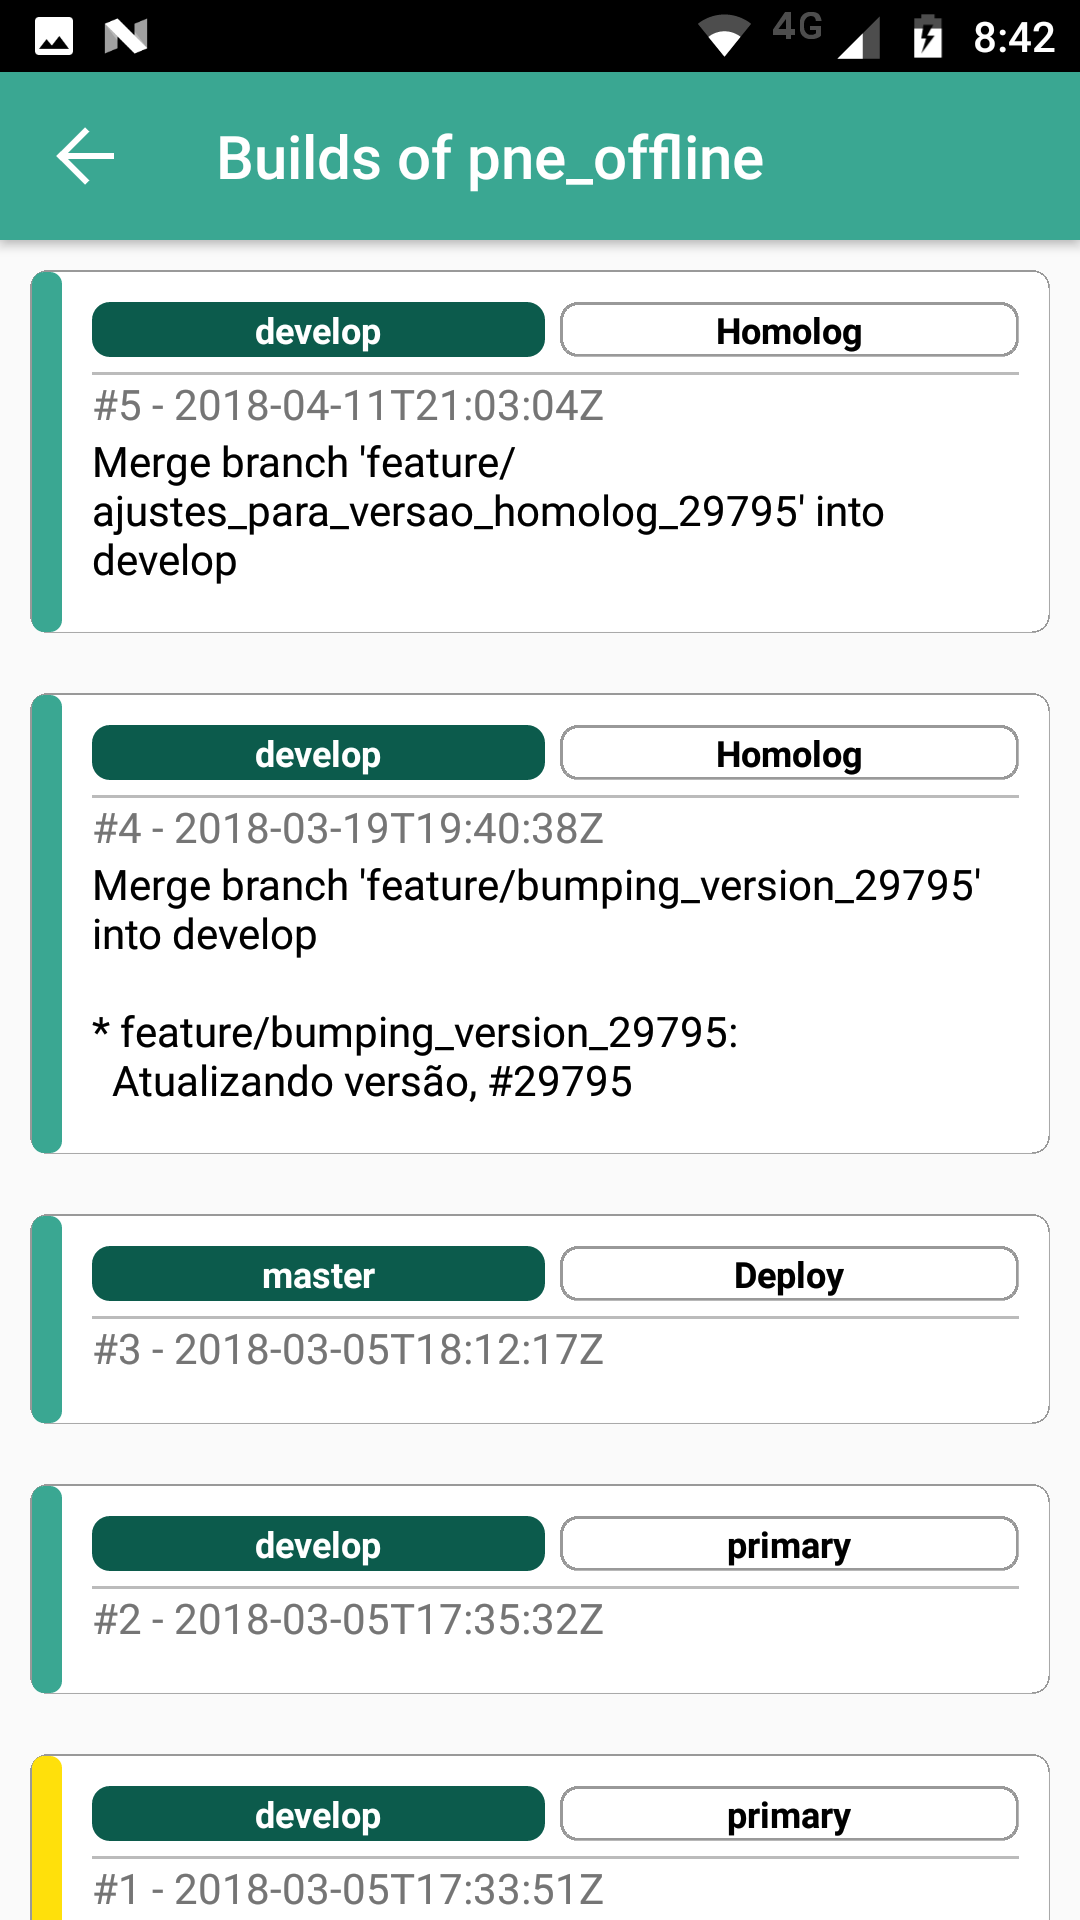 4G 8:42
Builds of pne_offline
develop Homolog
#5 - 2018-04-11T21:03:04Z
Merge branch 'feature/
ajustes_para_versao_homolog_29795' into
develop
develop Homolog
#4 - 2018-03-19T19:40:38Z
Merge branch 'feature/bumping_version_29795'
into develop
* feature/bumping_version_29795:
Atualizando versão, #29795
master Deploy
#3 - 2018-03-05T18:12:17Z
develop primary
#2 - 2018-03-05T17:35:32Z
develop primary
#1 - 2018-03-05T17:33:51Z